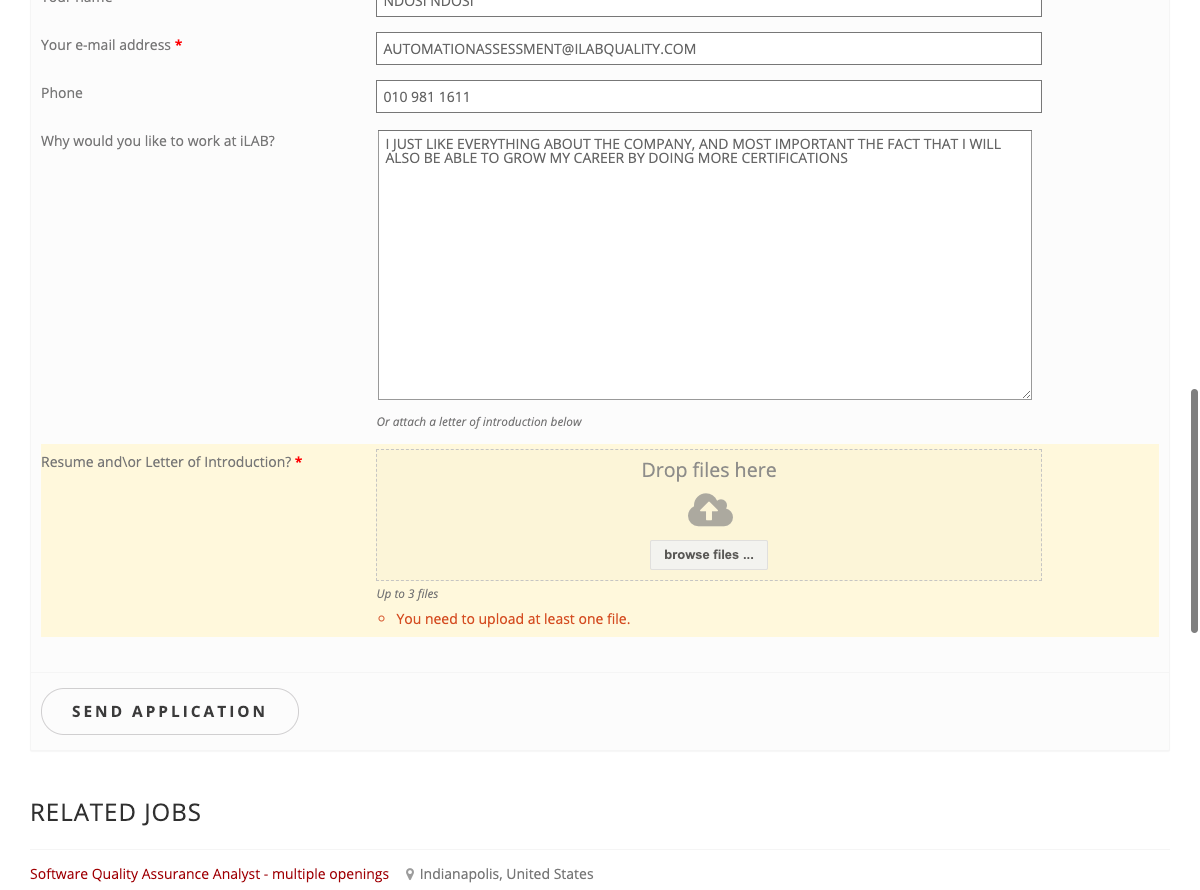 Your name
NDOSI NDOSI
Your e-mail address *
AUTOMATIONASSESSMENT@ILABQUALITY.COM
Phone
010 981 1611
Why would you like to work at iLAB?
I JUST LIKE EVERYTHING ABOUT THE COMPANY, AND MOST IMPORTANT THE FACT THAT I WILL
ALSO BE ABLE TO GROW MY CAREER BY DOING MORE CERTIFICATIONS
Or attach a letter of introduction below
Resume and\or Letter of Introduction? *
Drop files here
browse files ...
Up to 3 files
You need to upload at least one file.
SEND APPLICATION
RELATED JOBS
Software Quality Assurance Analyst - multiple openings Indianapolis, United States